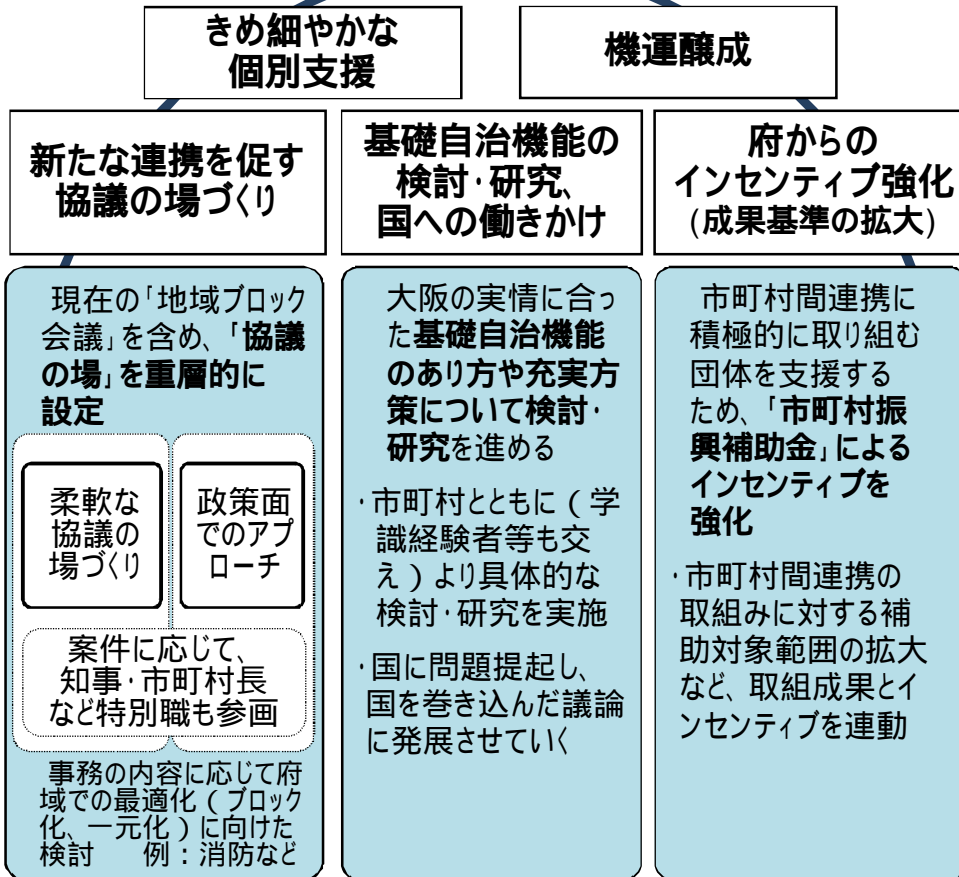 きめ細やかな
個別支援
機運醸成
新たな連携を促す
協議の場づくり
基礎自治機能の
検討・研究、
国への働きかけ
府からの
インセンティブ強化
(成果基準の拡大)
現在の「地域ブロック
会議」を含め、「協議
の場」を重層的に
設定
柔軟な
協議の
場づくり
政策面
でのアプ
ローチ
案件に応じて、
知事・市町村長
など特別職も参画
事務の内容に応じて府
域での最適化(ブロック
化、一元化)に向けた
検討 例:消防など
大阪の実情に合っ
た基礎自治機能
のあり方や充実方
策について検討・
研究を進める
・市町村とともに(学
識経験者等も交
え)より具体的な
検討・研究を実施
・国に問題提起し、
国を巻き込んだ議論
に発展させていく
市町村間連携に
積極的に取り組む
団体を支援する
ため、「市町村振
興補助金」による
インセンティブを
強化
・市町村間連携の
取組みに対する補
助対象範囲の拡大
など、取組成果とイ
ンセンティブを連動